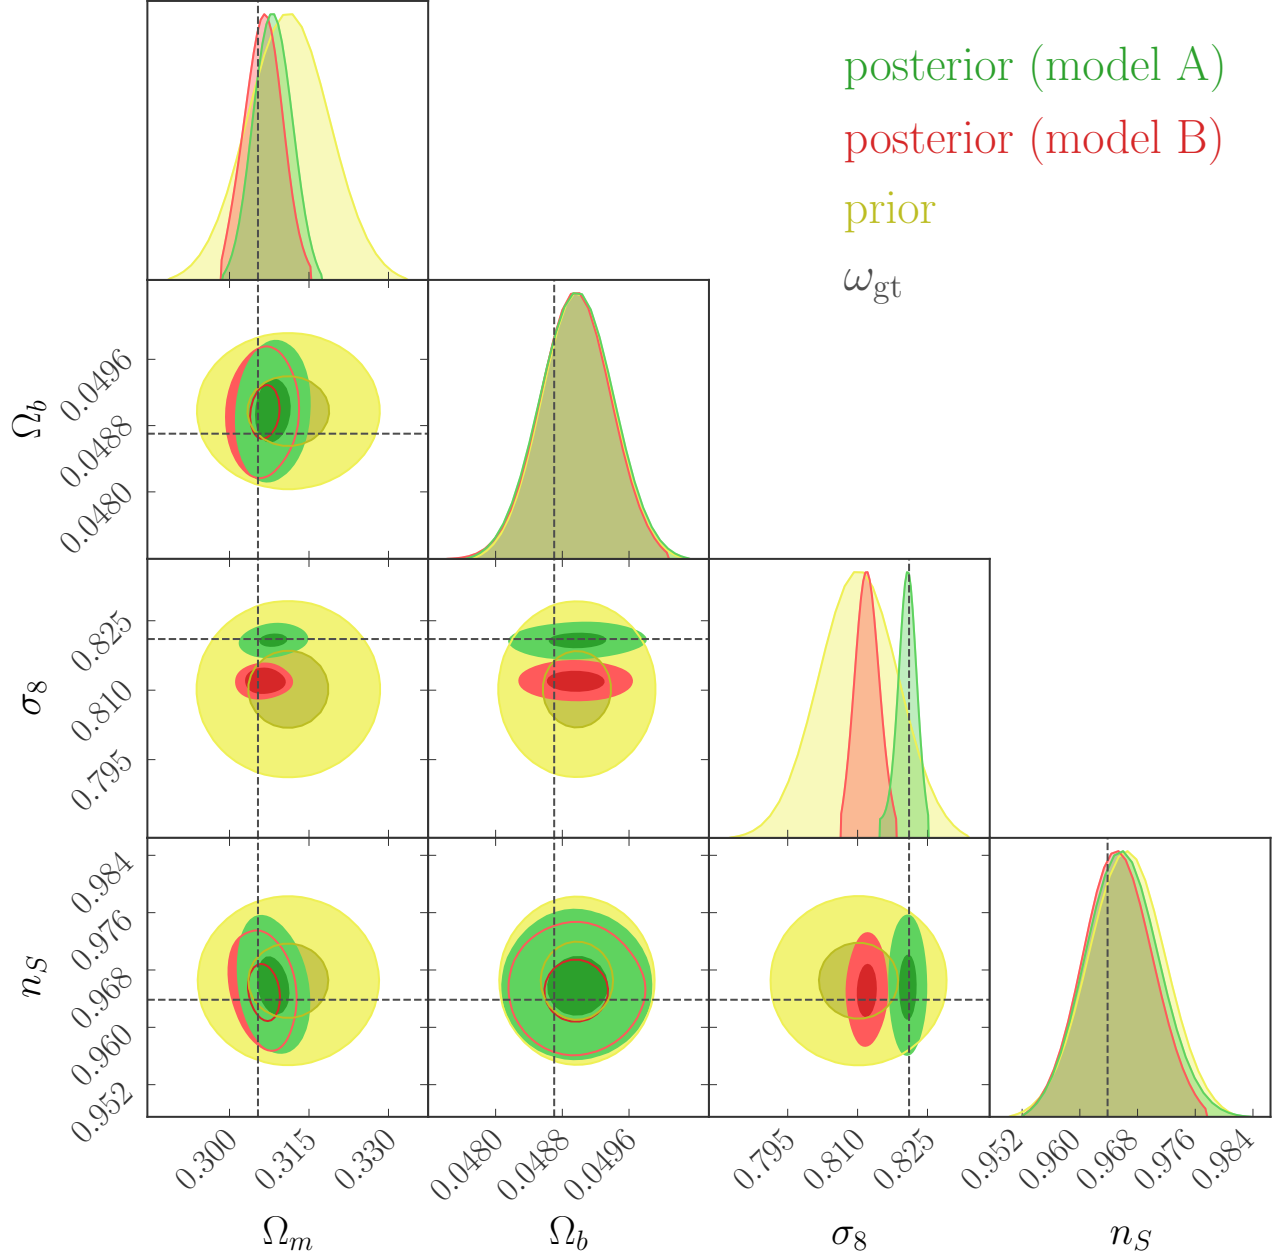 posterior (model A)
posterior (model B)
prior
ω_gt
Ω_b
0.0496
0.0488
0.0480
σ_8
0.825
0.810
0.795
n_S
0.984
0.976
0.968
0.960
0.952
0.300 0.315 0.330
0.0480 0.0488 0.0496
0.795 0.810 0.825
0.952 0.960 0.968 0.976 0.984
Ω_m Ω_b σ_8 n_S